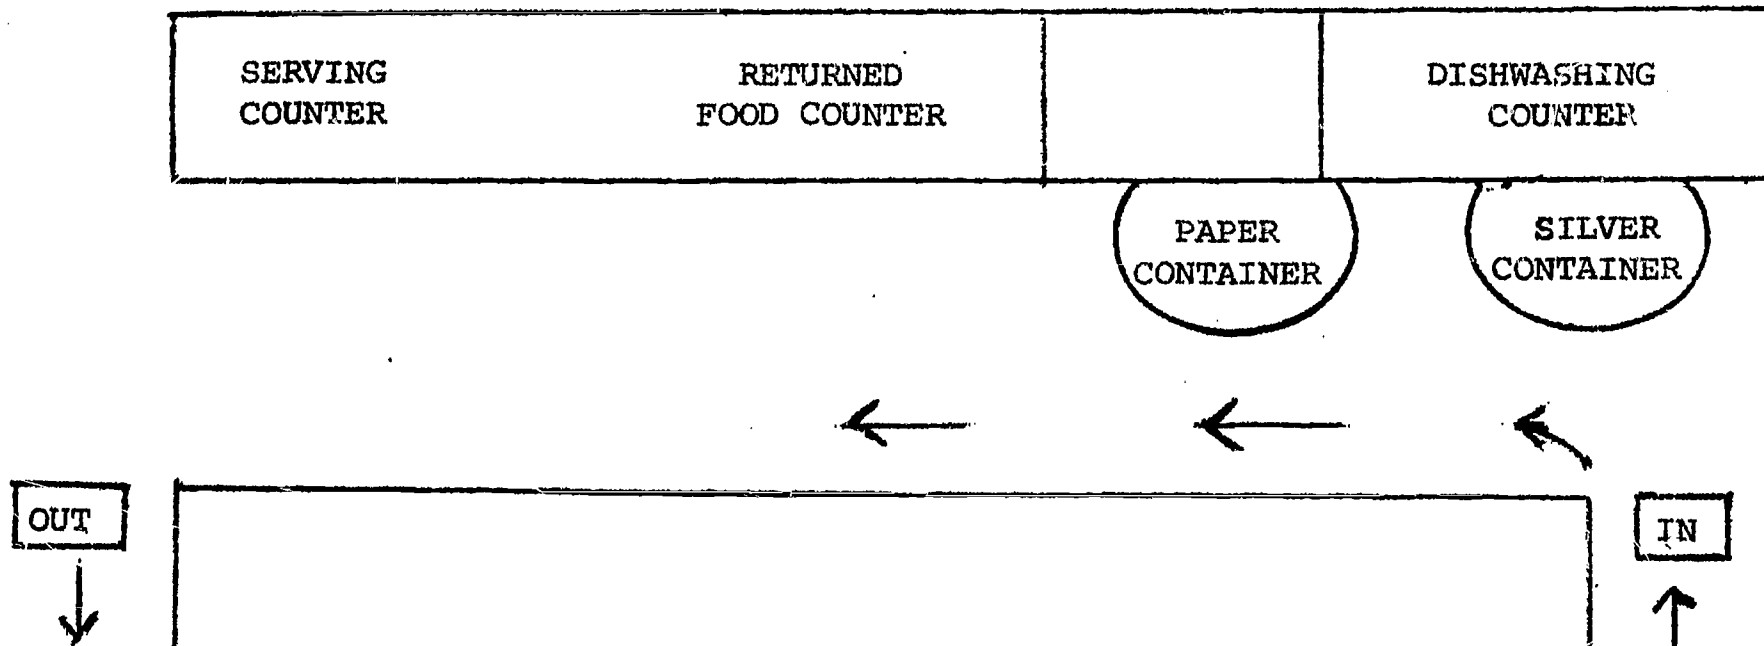 SERVING
COUNTER
RETURNED
FOOD COUNTER
DISHWASHING
COUNTER
PAPER
CONTAINER
SILVER
CONTAINER
OUT
IN